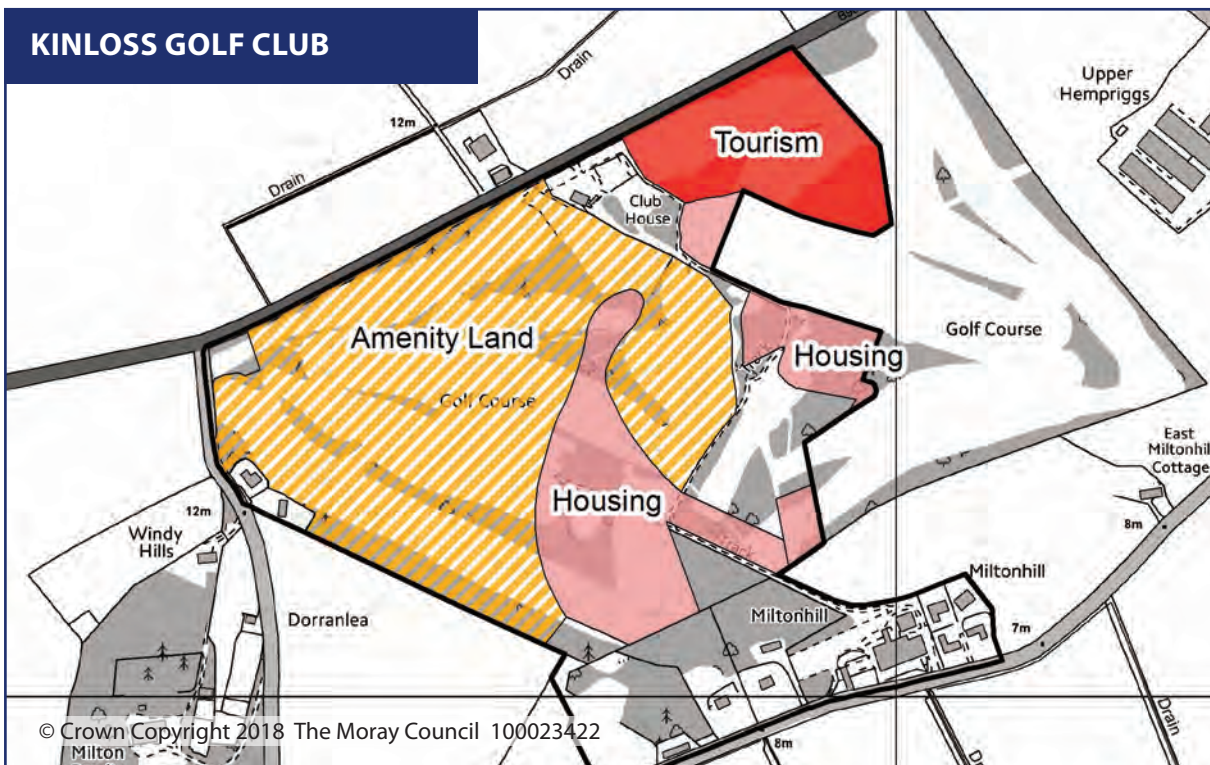 KINLOSS GOLF CLUB
Drain
Upper
Hempriggs
12m
Tourism
Drain
Club
House
Amenity Land
Housing
Golf Course
Golf Course
East
Miltonhill
Cottage
Housing
12m
Windy
Hills
8m
Track
Miltonhill
Dorranlea
Miltonhill
7m
© Crown Copyright 2018 The Moray Council 100023422
Drain
Milton
8m